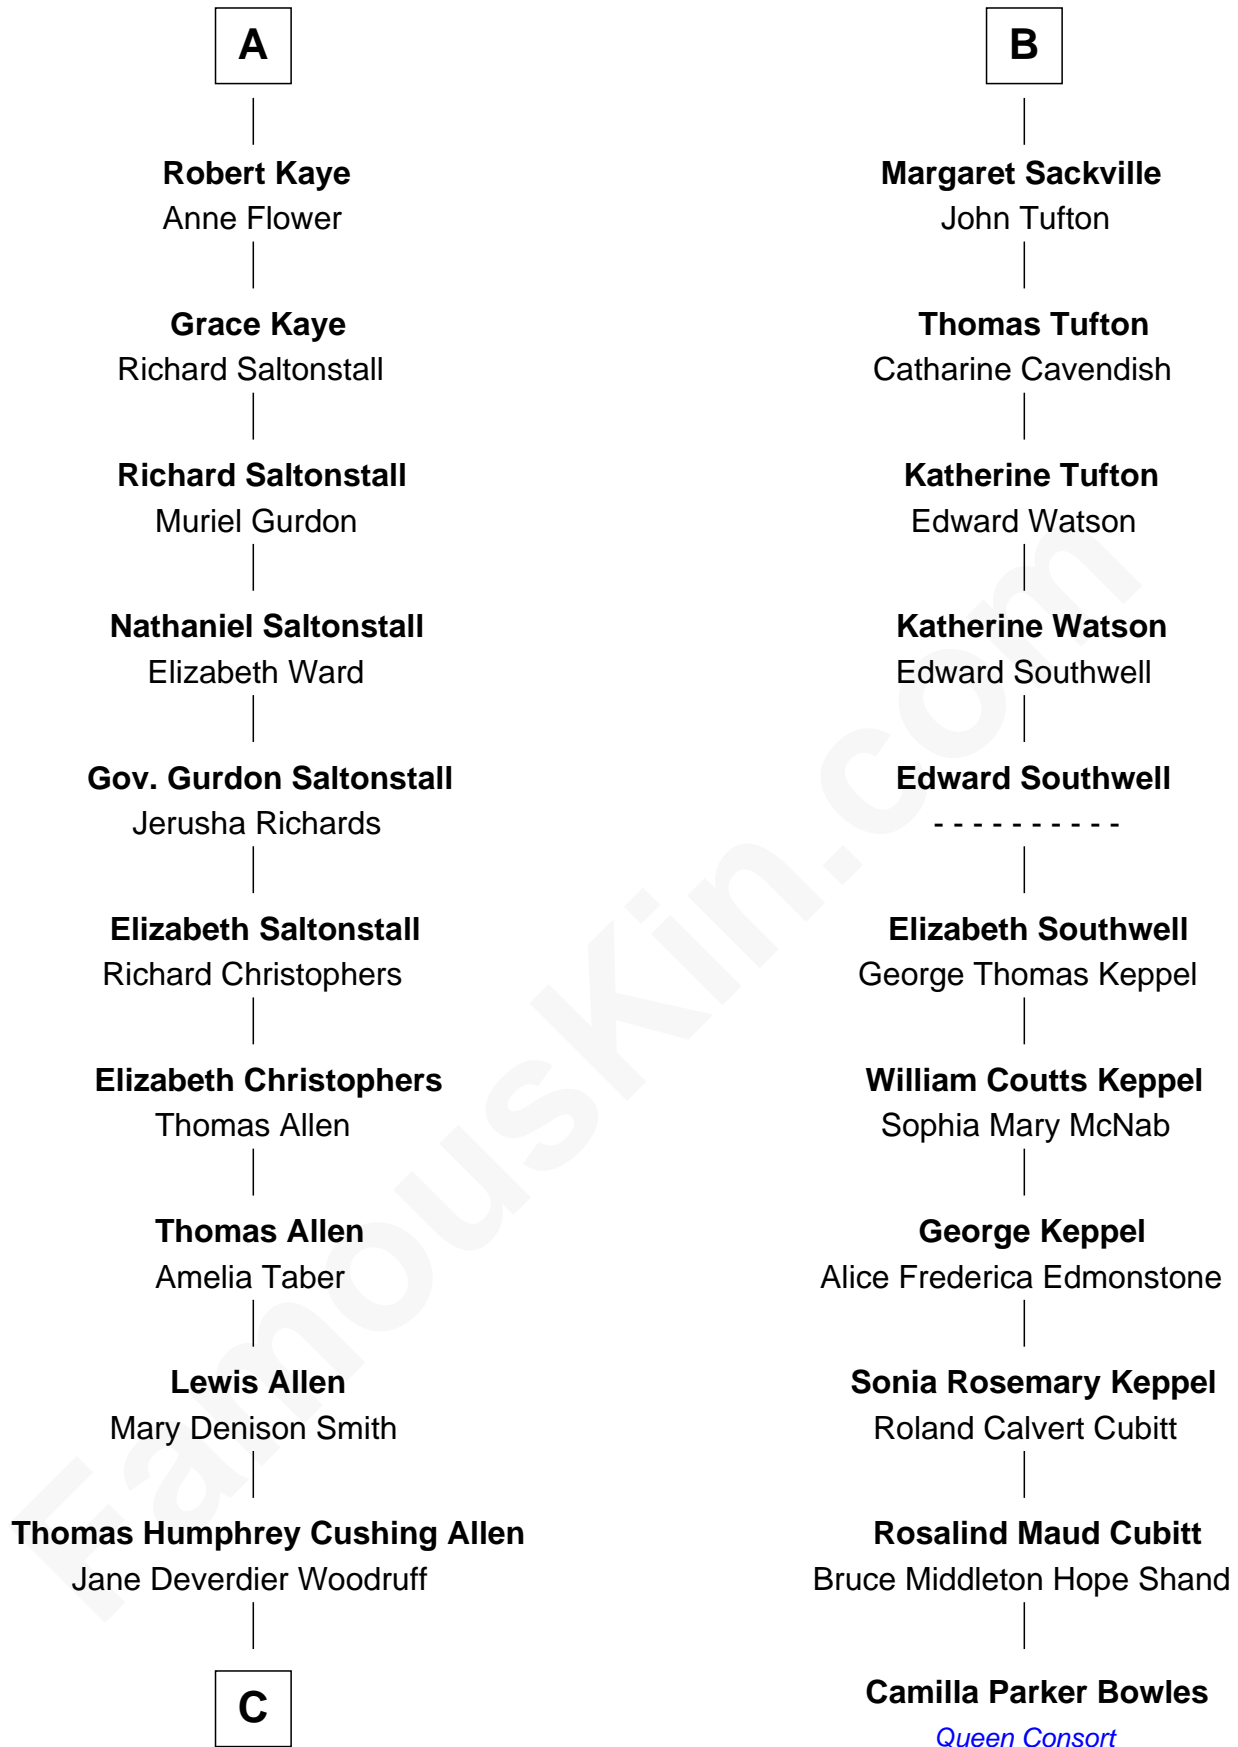 A
Robert Kaye
Anne Flower
Grace Kaye
Richard Saltonstall
Richard Saltonstall
Muriel Gurdon
Nathaniel Saltonstall
Elizabeth Ward
Gov. Gurdon Saltonstall
Jerusha Richards
Elizabeth Saltonstall
Richard Christophers
Elizabeth Christophers
Thomas Allen
Thomas Allen
Amelia Taber
Lewis Allen
Mary Denison Smith
Thomas Humphrey Cushing Allen
Jane Deverdier Woodruff
C
B
Margaret Sackville
John Tufton
Thomas Tufton
Catharine Cavendish
Katherine Tufton
Edward Watson
Katherine Watson
Edward Southwell
Edward Southwell
- - - - - - - - - -
Elizabeth Southwell
George Thomas Keppel
William Coutts Keppel
Sophia Mary McNab
George Keppel
Alice Frederica Edmonstone
Sonia Rosemary Keppel
Roland Calvert Cubitt
Rosalind Maud Cubitt
Bruce Middleton Hope Shand
Camilla Parker Bowles
Queen Consort
FamousKin.com